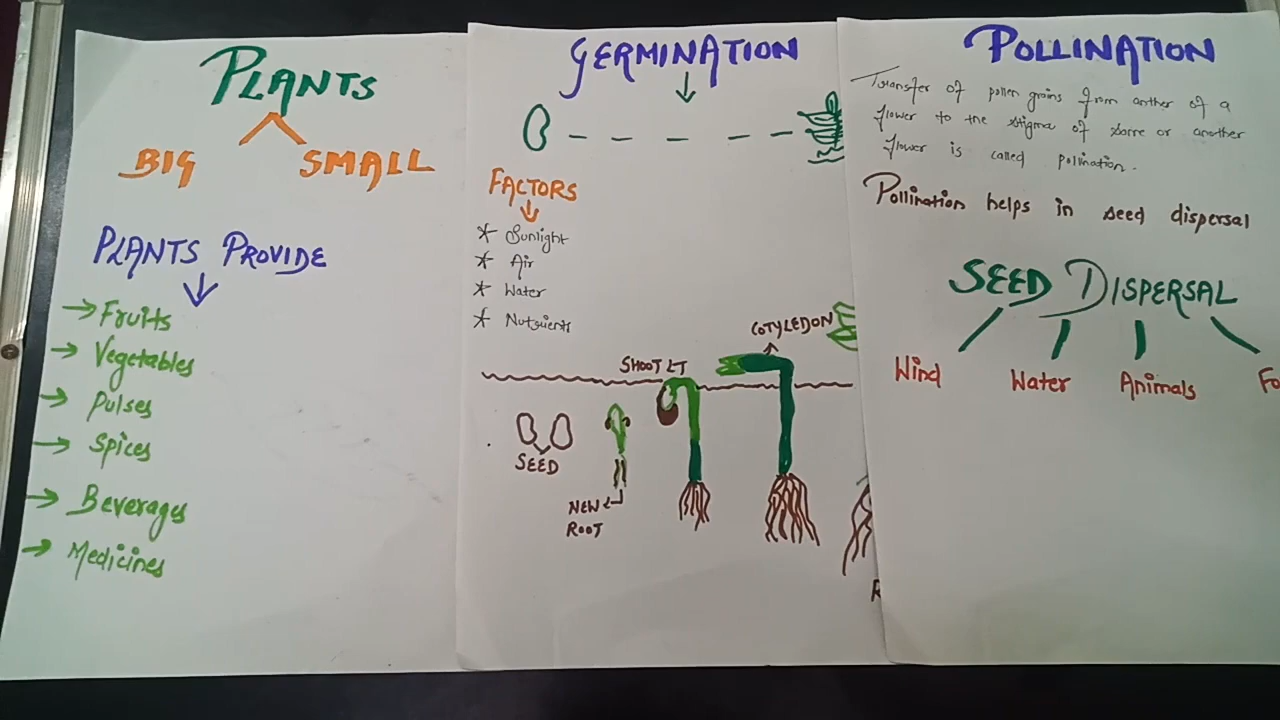 PLANTS
BIG SMALL
PLANTS PROVIDE
→ Fruits
→ Vegetables
→ Pulses
→ Spices
→ Beverages
→ Medicines
GERMINATION
FACTORS
* Sunlight
* Air
* Water
* Nutrients
COTYLEDON
SHOOT
SEED
NEW
ROOT
R
POLLINATION
Transfer of pollen grains from anther of a
flower to the stigma of same or another
flower is called pollination.
Pollination helps in seed dispersal
SEED DISPERSAL
Wind Water Animals Fo